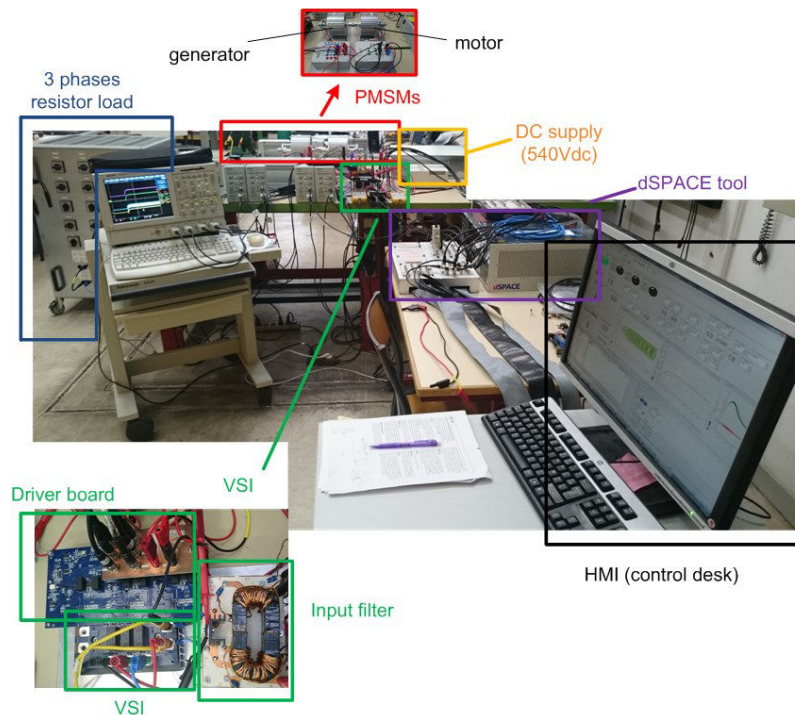 generator
motor
3 phases
resistor load
PMSMs
DC supply
(540Vdc)
dSPACE tool
dSPACE
VSI
Driver board
HMI (control desk)
Input filter
VSI